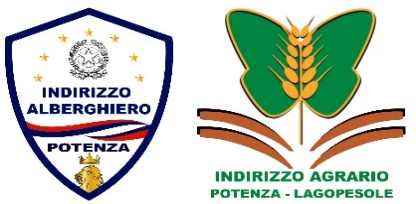 INDIRIZZO
ALBERGHIERO
POTENZA
INDIRIZZO AGRARIO
POTENZA - LAGOPESOLE